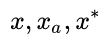 x, x_a, x^*